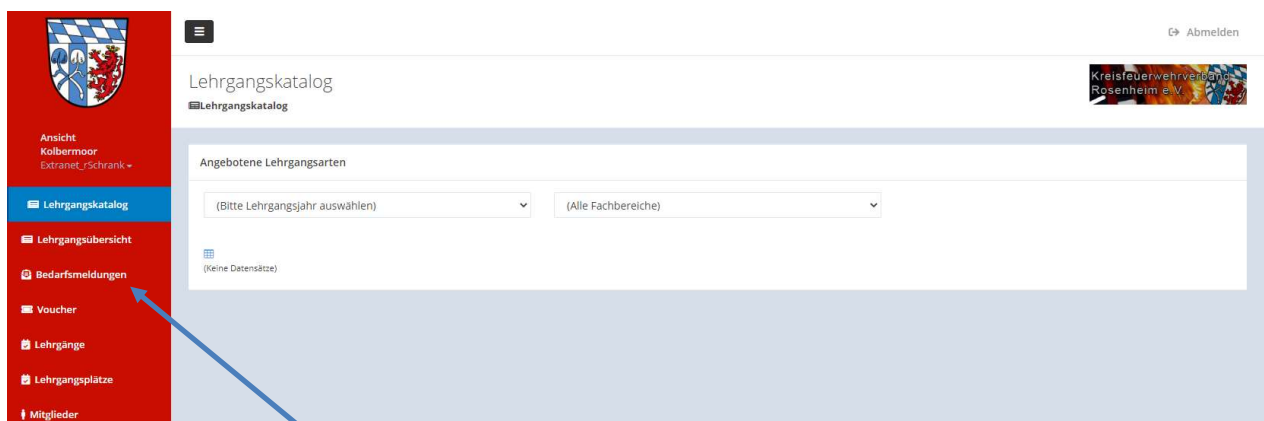 Abmelden
Lehrgangskatalog
Lehrgangskatalog
Kreisfeuerwehrverband
Rosenheim e.V.
Ansicht
Kolbermoor
Extranet_rSchrank
Angebotene Lehrgangsarten
Lehrgangskatalog
(Bitte Lehrgangsjahr auswählen) (Alle Fachbereiche)
Lehrgangsübersicht
(Keine Datensätze)
Bedarfsmeldungen
Voucher
Lehrgänge
Lehrgangsplätze
Mitglieder